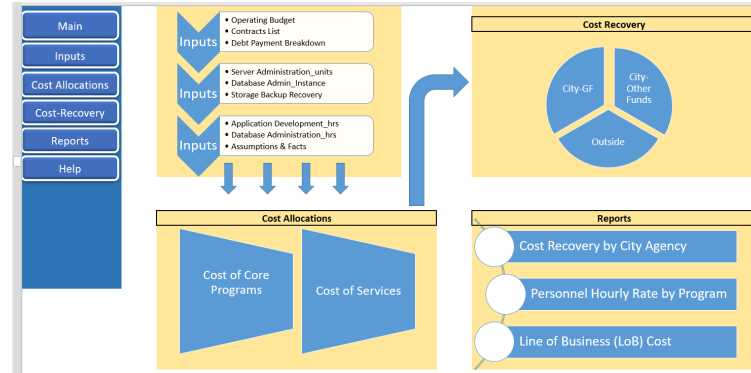 Main
Inputs
Cost Allocations
Cost-Recovery
Reports
Help
Inputs
• Operating Budget
• Contracts List
• Debt Payment Breakdown
Inputs
• Server Administration_units
• Database Admin_Instance
• Storage Backup Recovery
Inputs
• Application Development_hrs
• Database Administration_hrs
• Assumptions & Facts
Cost Recovery
City-GF
City-
Other
Funds
Outside
Cost Allocations
Cost of Core
Programs
Cost of Services
Reports
Cost Recovery by City Agency
Personnel Hourly Rate by Program
Line of Business (LoB) Cost